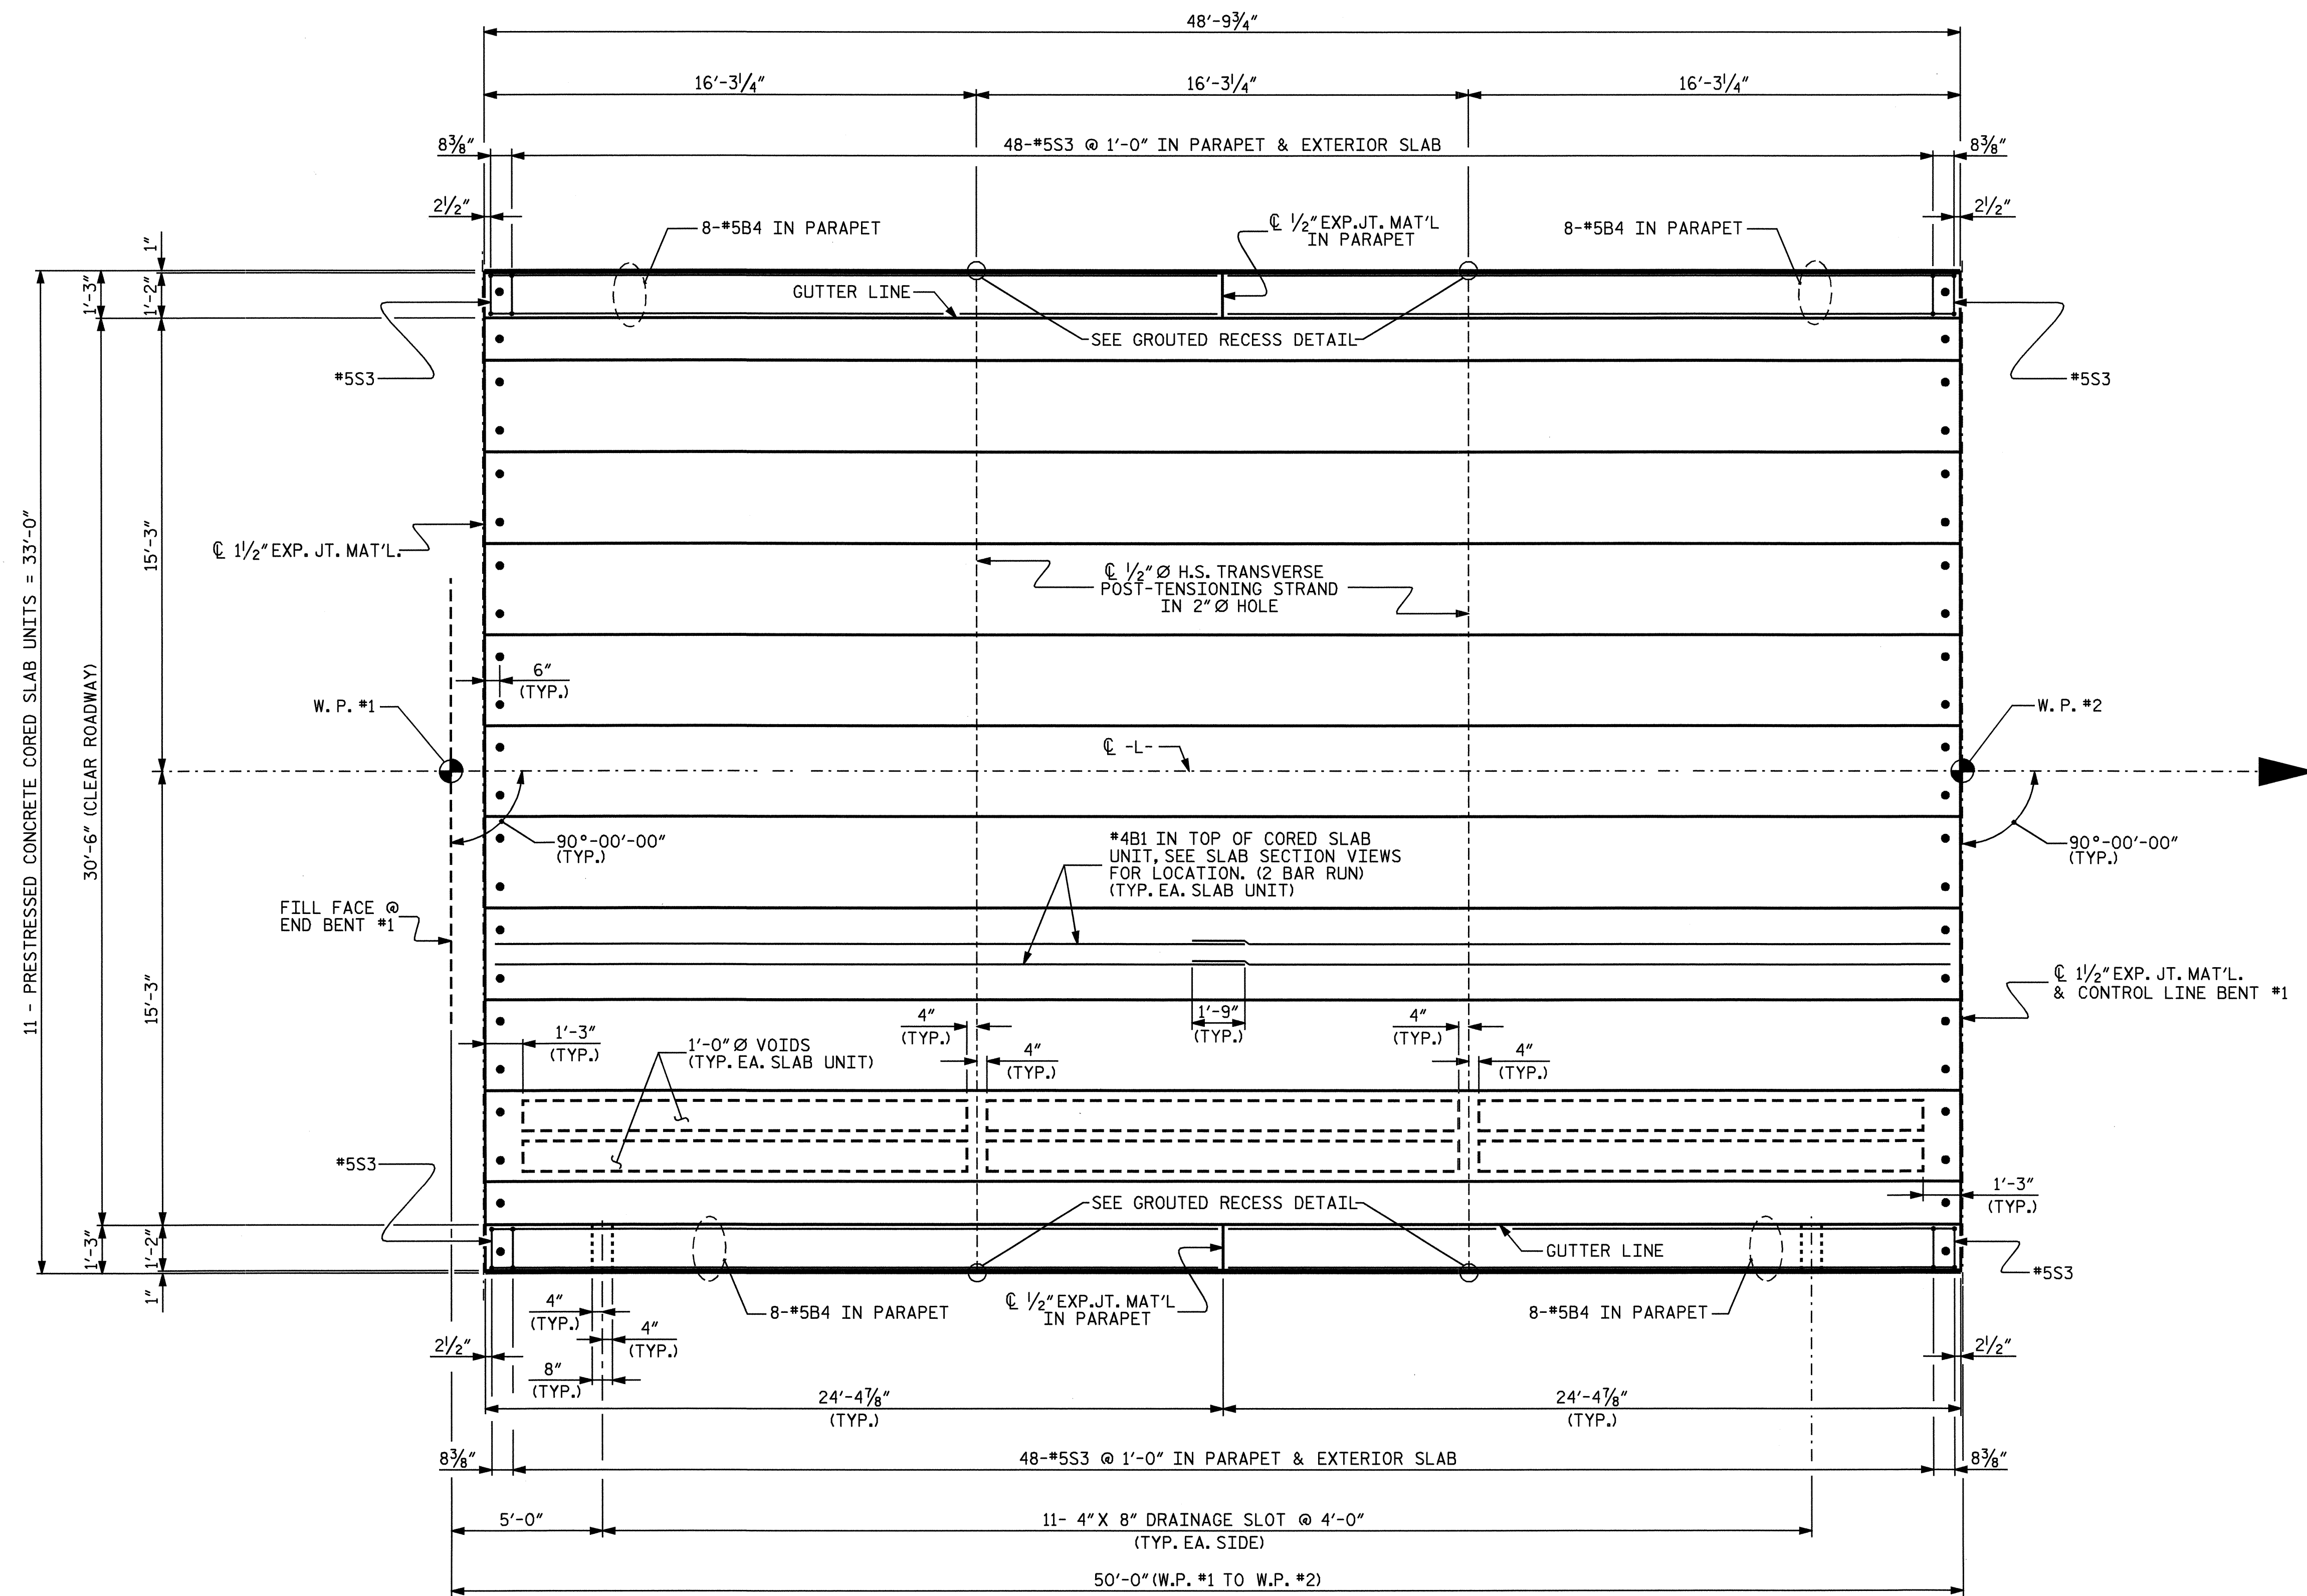 48'-9¾"
16'-3¼"
16'-3¼"
16'-3¼"
8⅜"
48-#5S3 @ 1'-0" IN PARAPET & EXTERIOR SLAB
8⅜"
2½"
8-#5B4 IN PARAPET
℄ ½" EXP.JT. MAT'L
IN PARAPET
8-#5B4 IN PARAPET
2½"
1"
1'-3"
1'-2"
GUTTER LINE
SEE GROUTED RECESS DETAIL
#5S3
#5S3
11 - PRESTRESSED CONCRETE CORED SLAB UNITS = 33'-0"
30'-6" (CLEAR ROADWAY)
15'-3"
℄ 1½" EXP. JT. MAT'L.
℄ ½" Ø H.S. TRANSVERSE
POST-TENSIONING STRAND
IN 2" Ø HOLE
6"
(TYP.)
W.P. #1
W.P. #2
℄ -L-
90°-00'-00"
(TYP.)
90°-00'-00"
(TYP.)
#4B1 IN TOP OF CORED SLAB
UNIT, SEE SLAB SECTION VIEWS
FOR LOCATION. (2 BAR RUN)
(TYP. EA. SLAB UNIT)
FILL FACE @
END BENT #1
15'-3"
℄ 1½" EXP. JT. MAT'L.
& CONTROL LINE BENT #1
1'-3"
(TYP.)
1'-0" Ø VOIDS
(TYP. EA. SLAB UNIT)
4"
(TYP.)
4"
(TYP.)
1'-9"
(TYP.)
4"
(TYP.)
4"
(TYP.)
#5S3
1'-3"
(TYP.)
SEE GROUTED RECESS DETAIL
GUTTER LINE
1'-3"
1'-2"
1"
#5S3
4"
(TYP.)
8-#5B4 IN PARAPET
℄ ½" EXP.JT. MAT'L
IN PARAPET
8-#5B4 IN PARAPET
4"
(TYP.)
2½"
2½"
8"
(TYP.)
24'-4⅞"
(TYP.)
24'-4⅞"
(TYP.)
8⅜"
48-#5S3 @ 1'-0" IN PARAPET & EXTERIOR SLAB
8⅜"
5'-0"
11- 4" X 8" DRAINAGE SLOT @ 4'-0"
(TYP. EA. SIDE)
50'-0" (W.P. #1 TO W.P. #2)